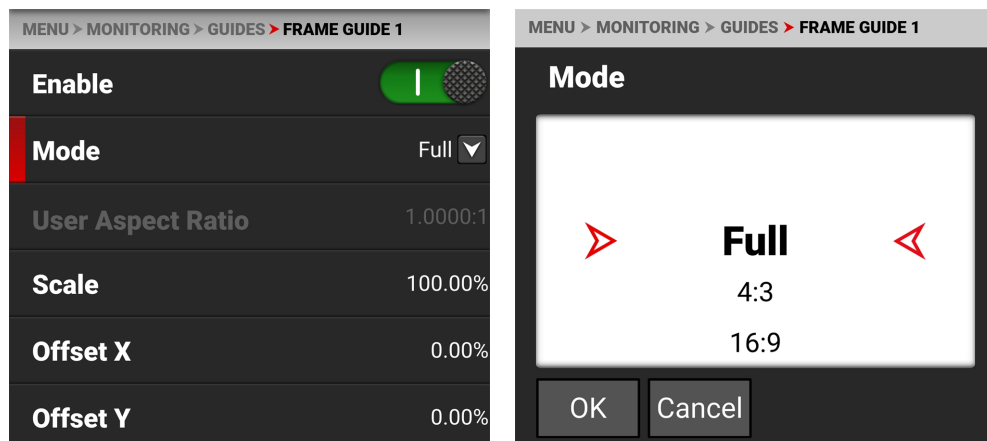 MENU > MONITORING > GUIDES > FRAME GUIDE 1
Enable
Mode Full
User Aspect Ratio 1.0000:1
Scale 100.00%
Offset X 0.00%
Offset Y 0.00%
MENU > MONITORING > GUIDES > FRAME GUIDE 1
Mode
Full
4:3
16:9
OK Cancel